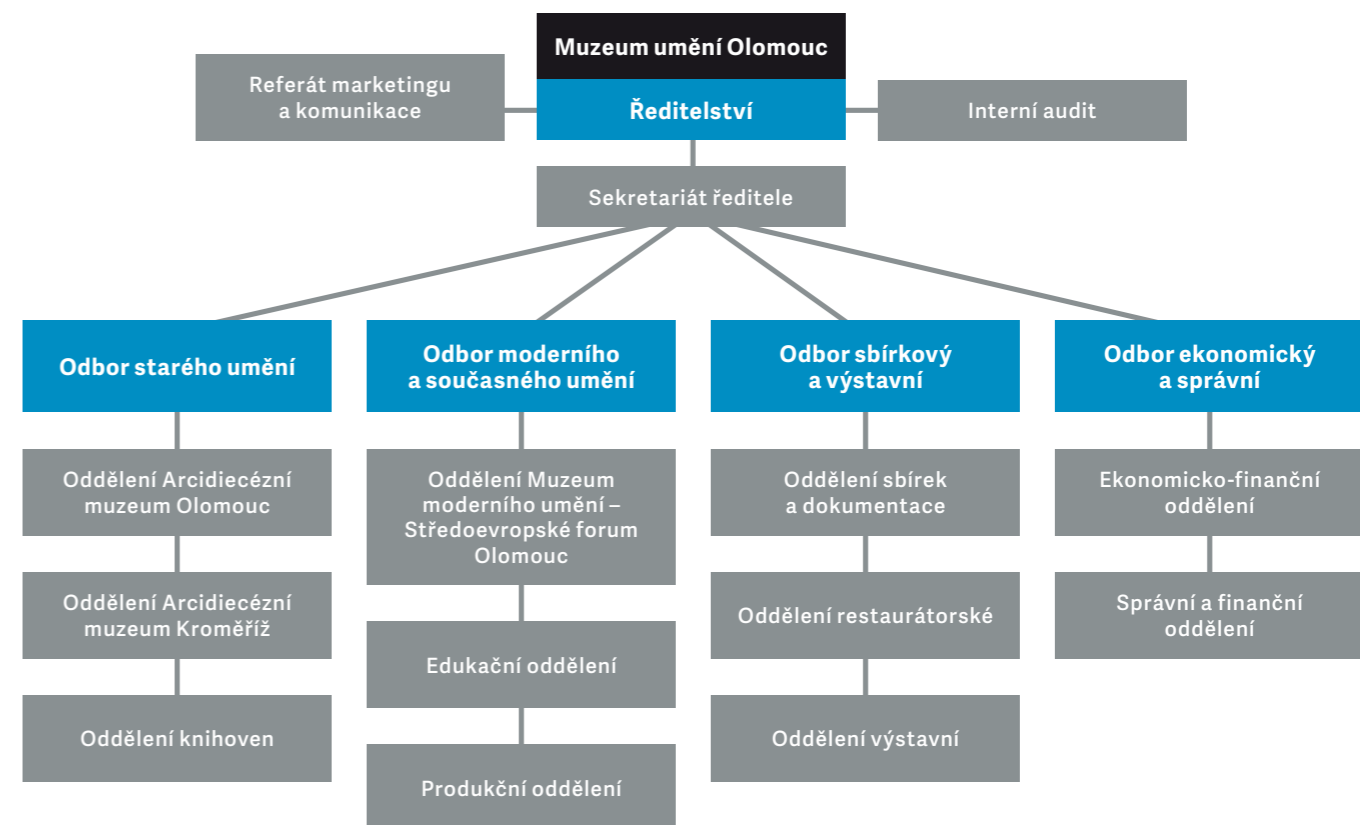 Muzeum umění Olomouc
Referát marketingu
a komunikace
Ředitelství
Interní audit
Sekretariát ředitele
Odbor starého umění
Odbor moderního
a současného umění
Odbor sbírkový
a výstavní
Odbor ekonomický
a správní
Oddělení Arcidiecézní
muzeum Olomouc
Oddělení Muzeum
moderního umění –
Středoevropské forum
Olomouc
Oddělení sbírek
a dokumentace
Ekonomicko-finanční
oddělení
Oddělení Arcidiecézní
muzeum Kroměříž
Edukační oddělení
Oddělení restaurátorské
Správní a finanční
oddělení
Oddělení knihoven
Produkční oddělení
Oddělení výstavní